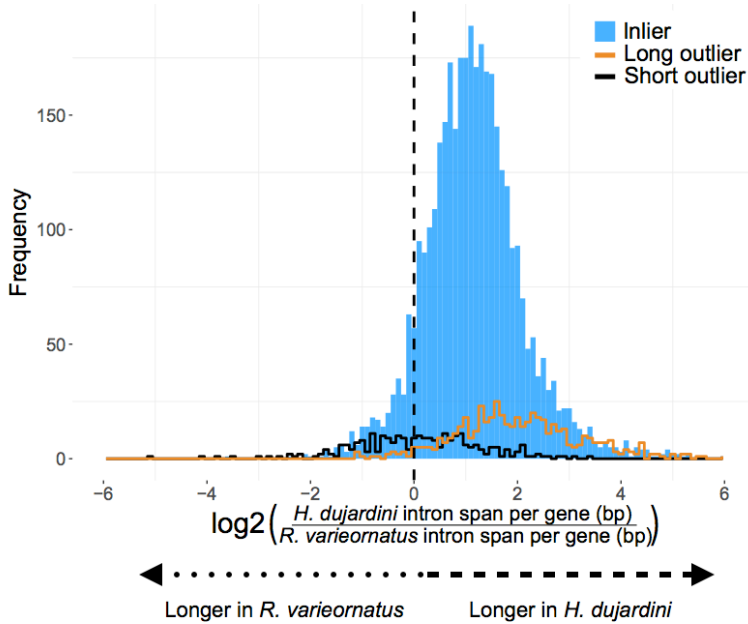 Inlier
Long outlier
Short outlier
Frequency
150
100
50
0
−6
−4
−2
0
2
4
6
log2(H. dujardini intron span per gene (bp) / R. varieornatus intron span per gene (bp))
Longer in R. varieornatus
Longer in H. dujardini